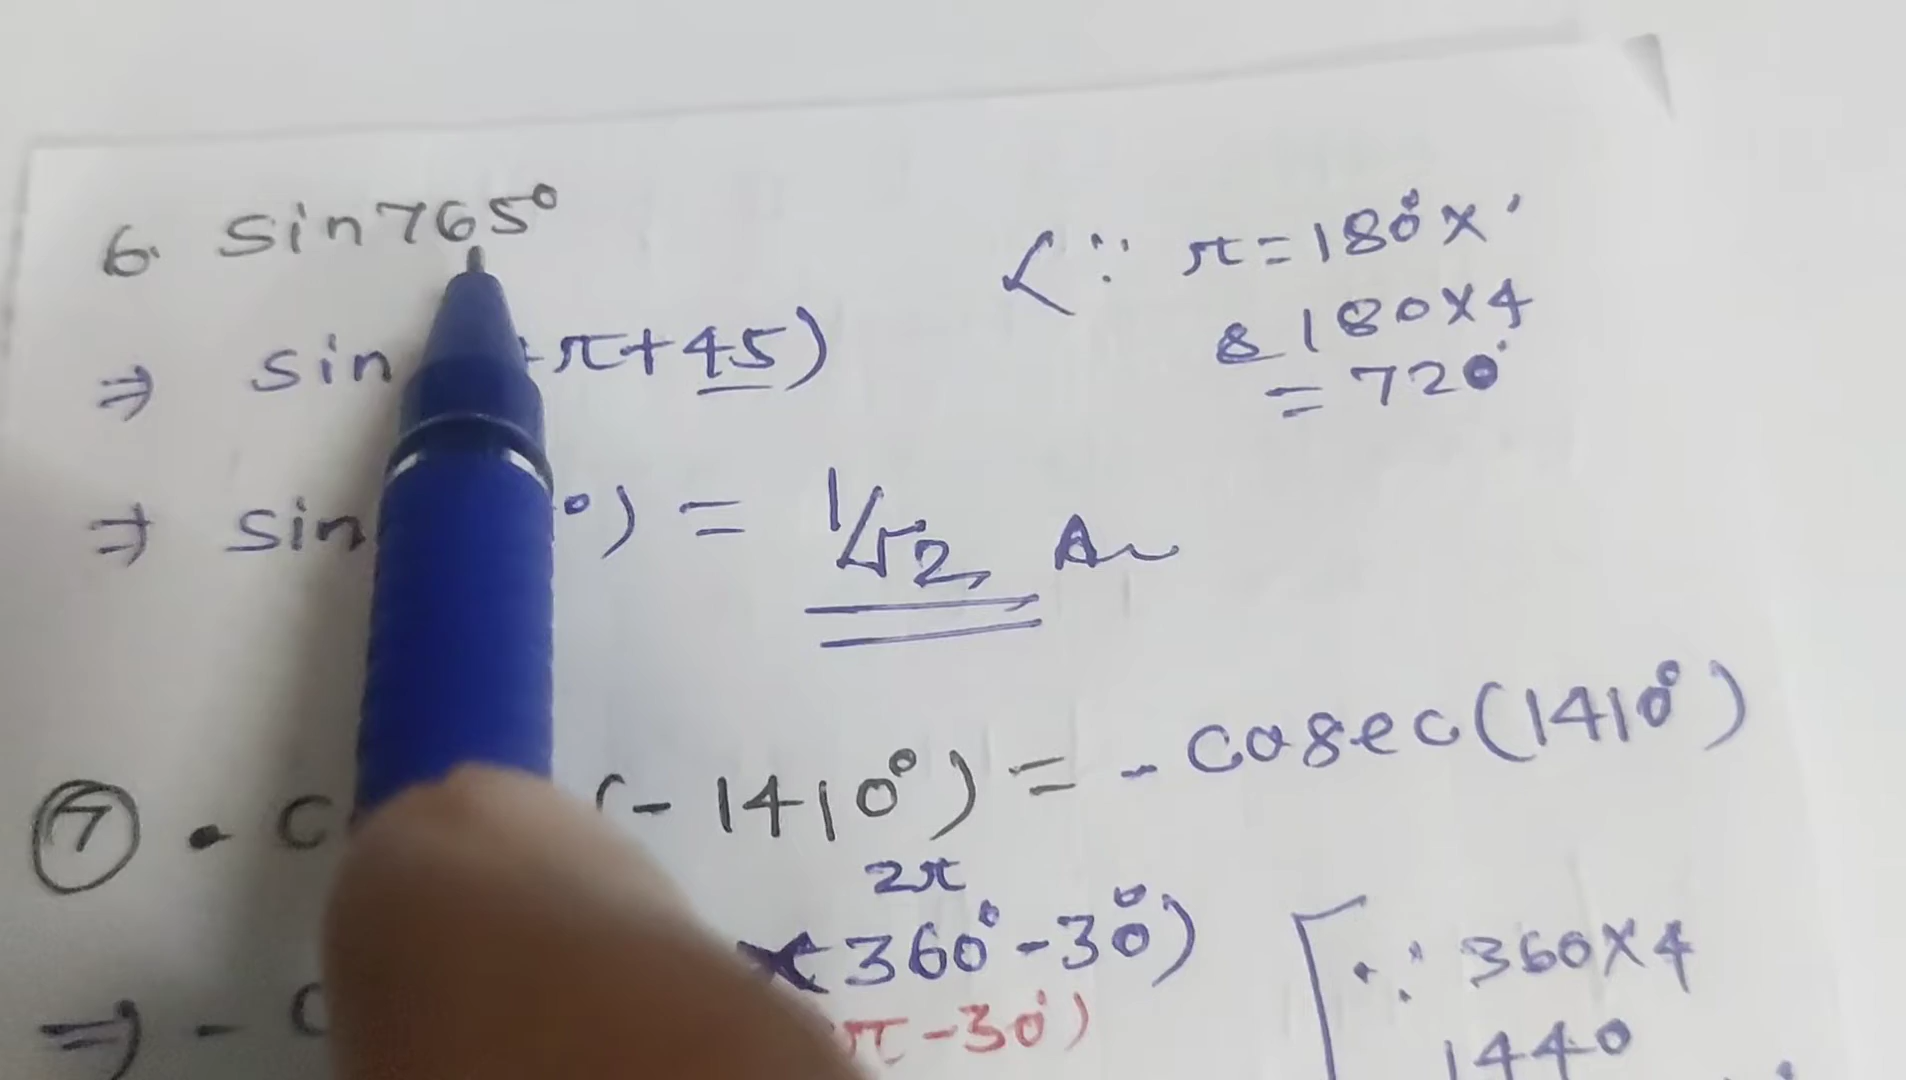 6. Sin765°
⇒ sin π+45)
⇒ sin °) = 1/√2
<∵ π=180°×
& 180×4
= 720°
7 • c (-1410°) = - cosec(1410°)
2π
⇒ - c ×360°-30°)
π-30°)
[∵ 360×4
1440